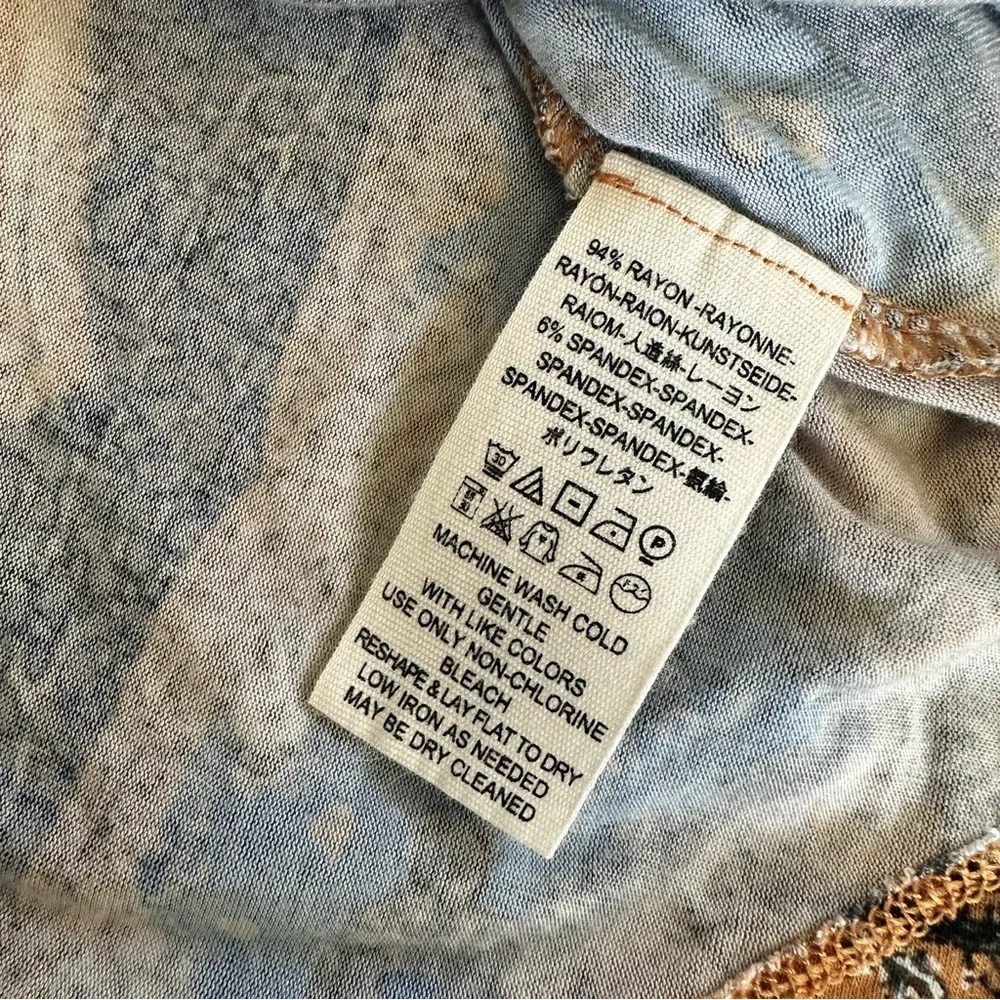 94% RAYON -RAYONNE-
RAYÓN-RAION-KUNSTSEIDE-
RAIOM-人造絲-レーヨン
6% SPANDEX-SPANDEX-
SPANDEX-SPANDEX-
SPANDEX-SPANDEX-
ポリウレタン
30 P
MACHINE WASH COLD
GENTLE
WITH LIKE COLORS
USE ONLY NON-CHLORINE
BLEACH
RESHAPE & LAY FLAT TO DRY
LOW IRON AS NEEDED
MAY BE DRY CLEANED